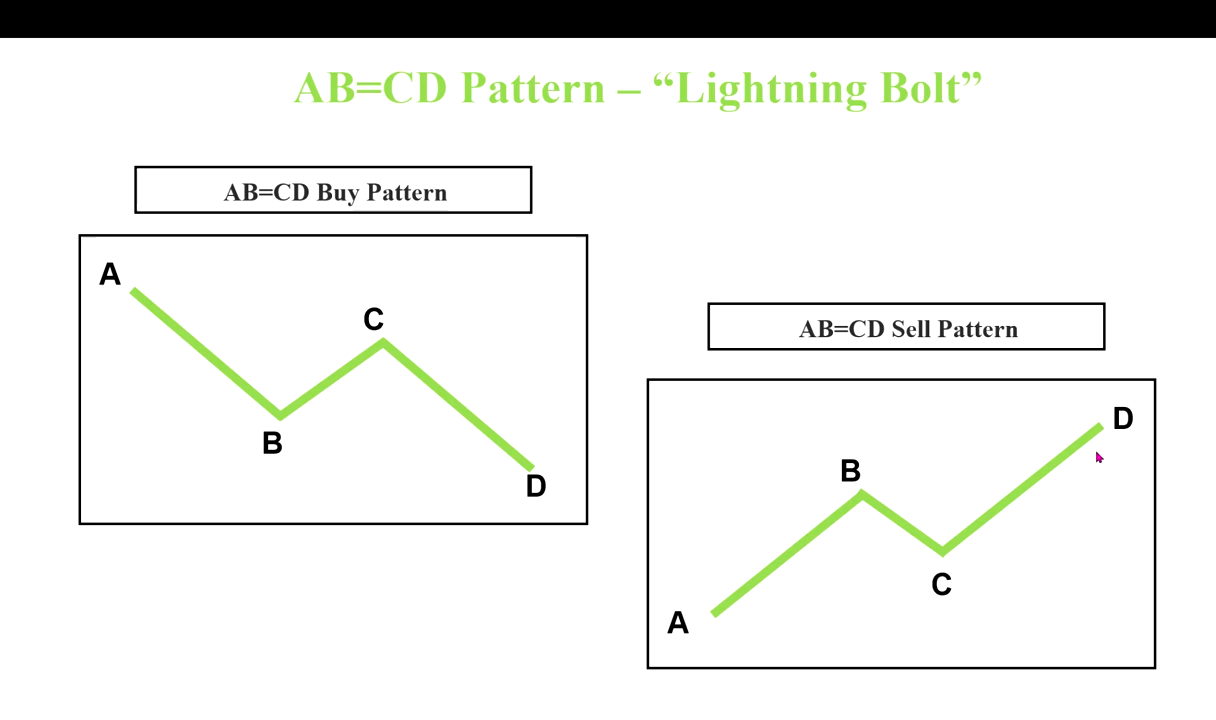 AB=CD Pattern – “Lightning Bolt”
AB=CD Buy Pattern
A
C
B
D
AB=CD Sell Pattern
D
B
C
A